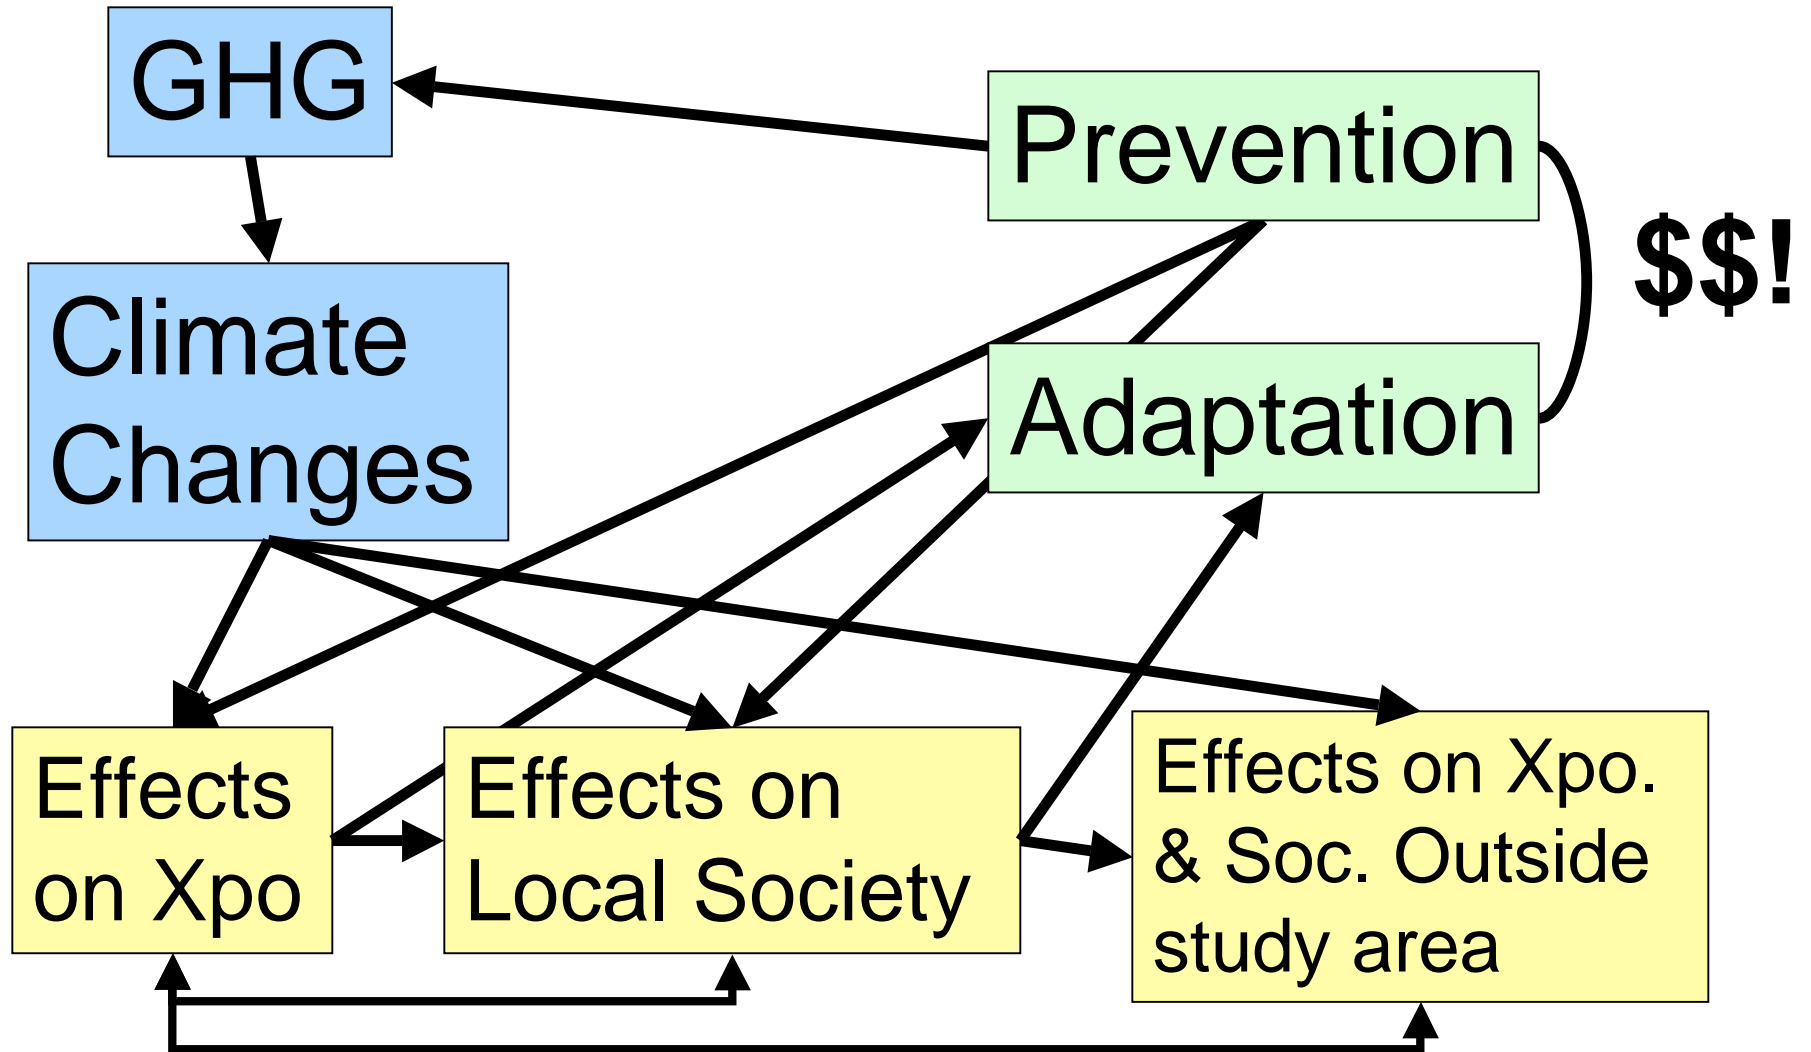 GHG
Prevention
$$!
Climate
Changes
Adaptation
Effects
on Xpo
Effects on
Local Society
Effects on Xpo.
& Soc. Outside
study area